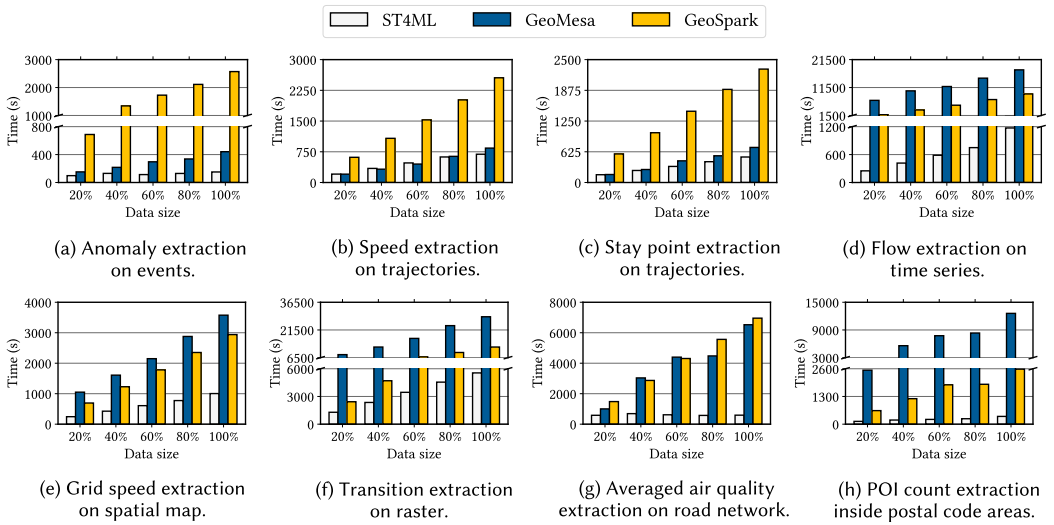 ST4ML GeoMesa GeoSpark
3000
2000
1000
800
400
0
Time (s)
20% 40% 60% 80% 100%
Data size
(a) Anomaly extraction
on events.
3000
2250
1500
750
0
Time (s)
20% 40% 60% 80% 100%
Data size
(b) Speed extraction
on trajectories.
2500
1875
1250
625
0
Time (s)
20% 40% 60% 80% 100%
Data size
(c) Stay point extraction
on trajectories.
21500
11500
1500
1200
600
0
Time (s)
20% 40% 60% 80% 100%
Data size
(d) Flow extraction on
time series.
4000
3000
2000
1000
0
Time (s)
20% 40% 60% 80% 100%
Data size
(e) Grid speed extraction
on spatial map.
36500
21500
6500
6000
3000
0
Time (s)
20% 40% 60% 80% 100%
Data size
(f) Transition extraction
on raster.
8000
6000
4000
2000
0
Time (s)
20% 40% 60% 80% 100%
Data size
(g) Averaged air quality
extraction on road network.
15000
9000
3000
2600
1300
0
Time (s)
20% 40% 60% 80% 100%
Data size
(h) POI count extraction
inside postal code areas.